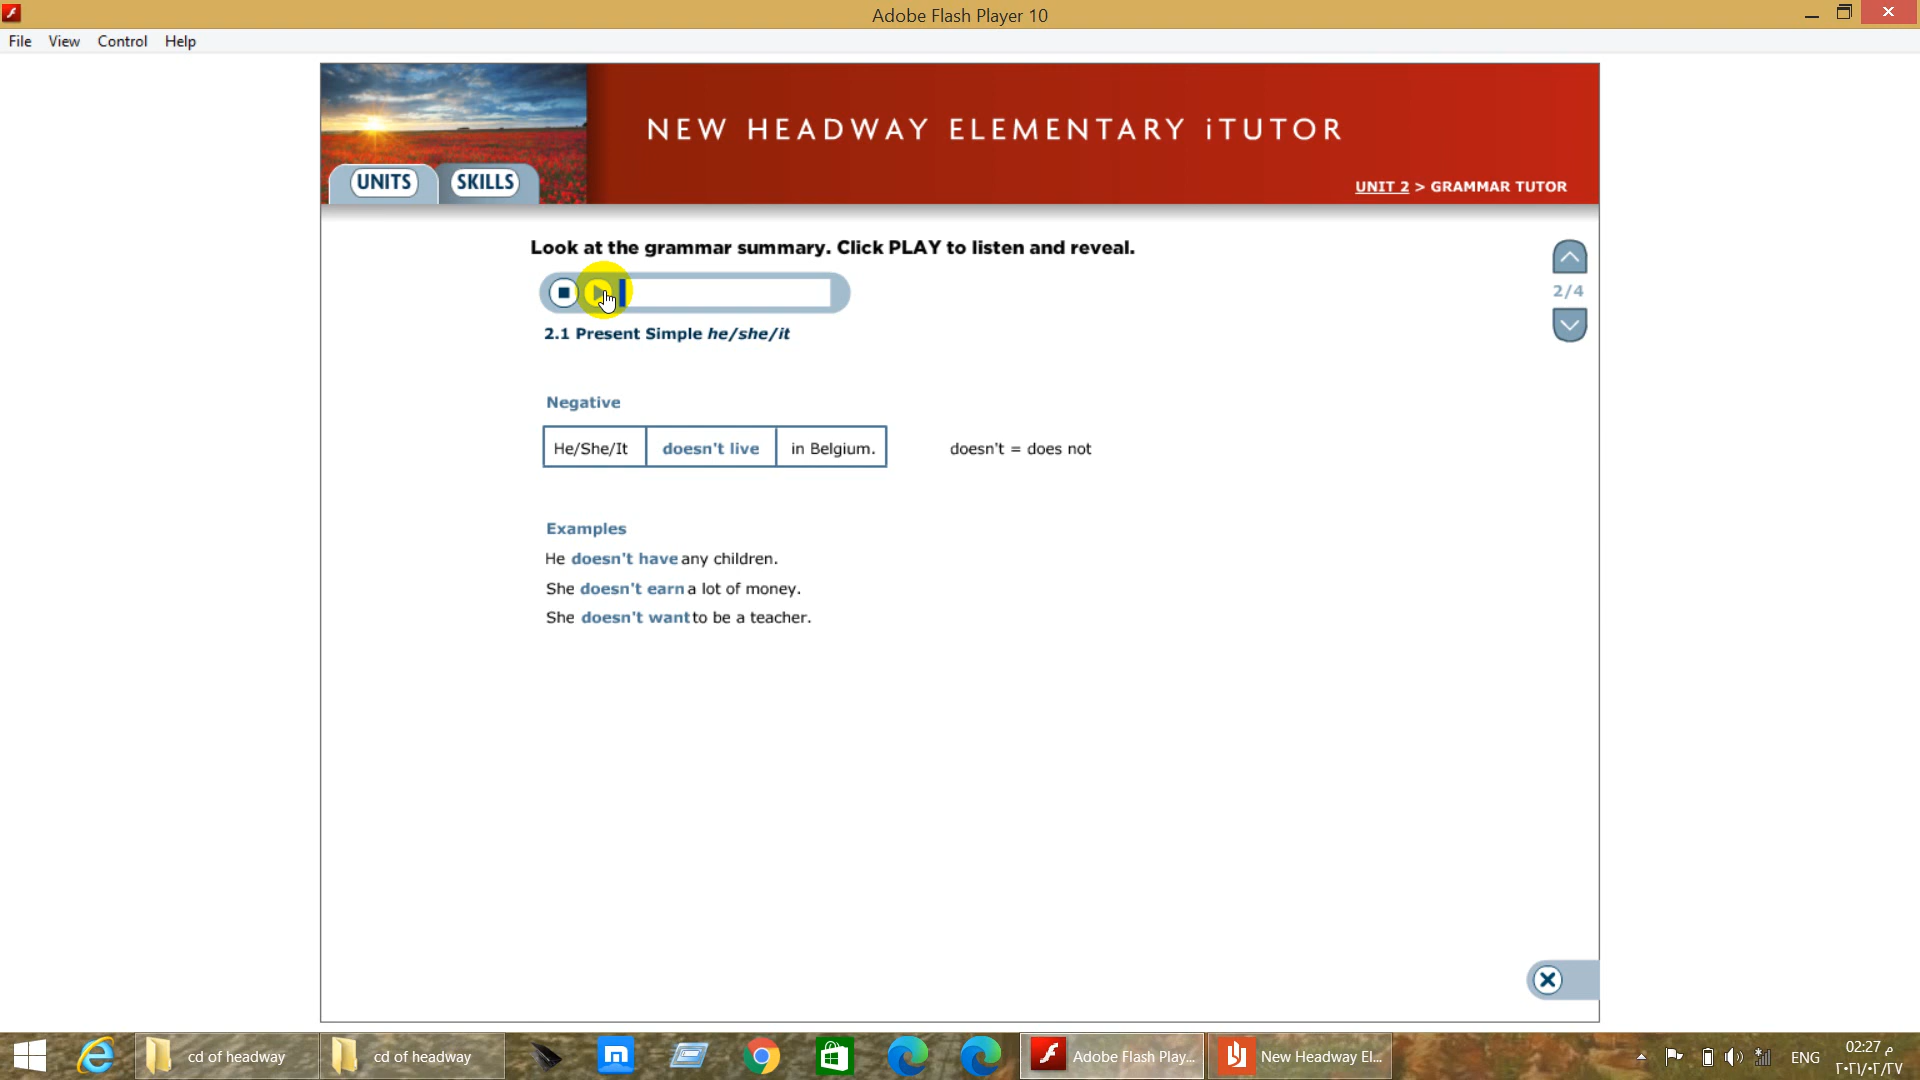 Adobe Flash Player 10
File View Control Help
NEW HEADWAY ELEMENTARY iTUTOR
UNITS SKILLS
UNIT 2 > GRAMMAR TUTOR
Look at the grammar summary. Click PLAY to listen and reveal.
2/4
2.1 Present Simple he/she/it
Negative
He/She/It doesn't live in Belgium. doesn't = does not
Examples
He doesn't have any children.
She doesn't earn a lot of money.
She doesn't want to be a teacher.
cd of headway cd of headway Adobe Flash Play... New Headway El... ENG 02:27 م
٢٠٢١/٠٢/٢٧